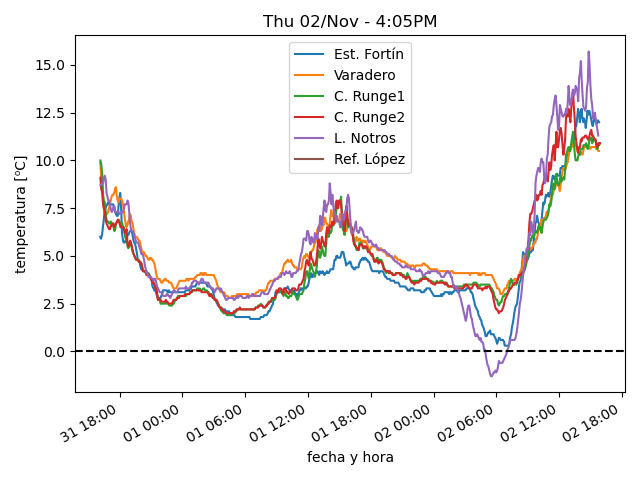 Thu 02/Nov - 4:05PM
temperatura [ºC]
15.0
12.5
10.0
7.5
5.0
2.5
0.0
Est. Fortín
Varadero
C. Runge1
C. Runge2
L. Notros
Ref. López
31 18:00
01 00:00
01 06:00
01 12:00
01 18:00
02 00:00
02 06:00
02 12:00
02 18:00
fecha y hora